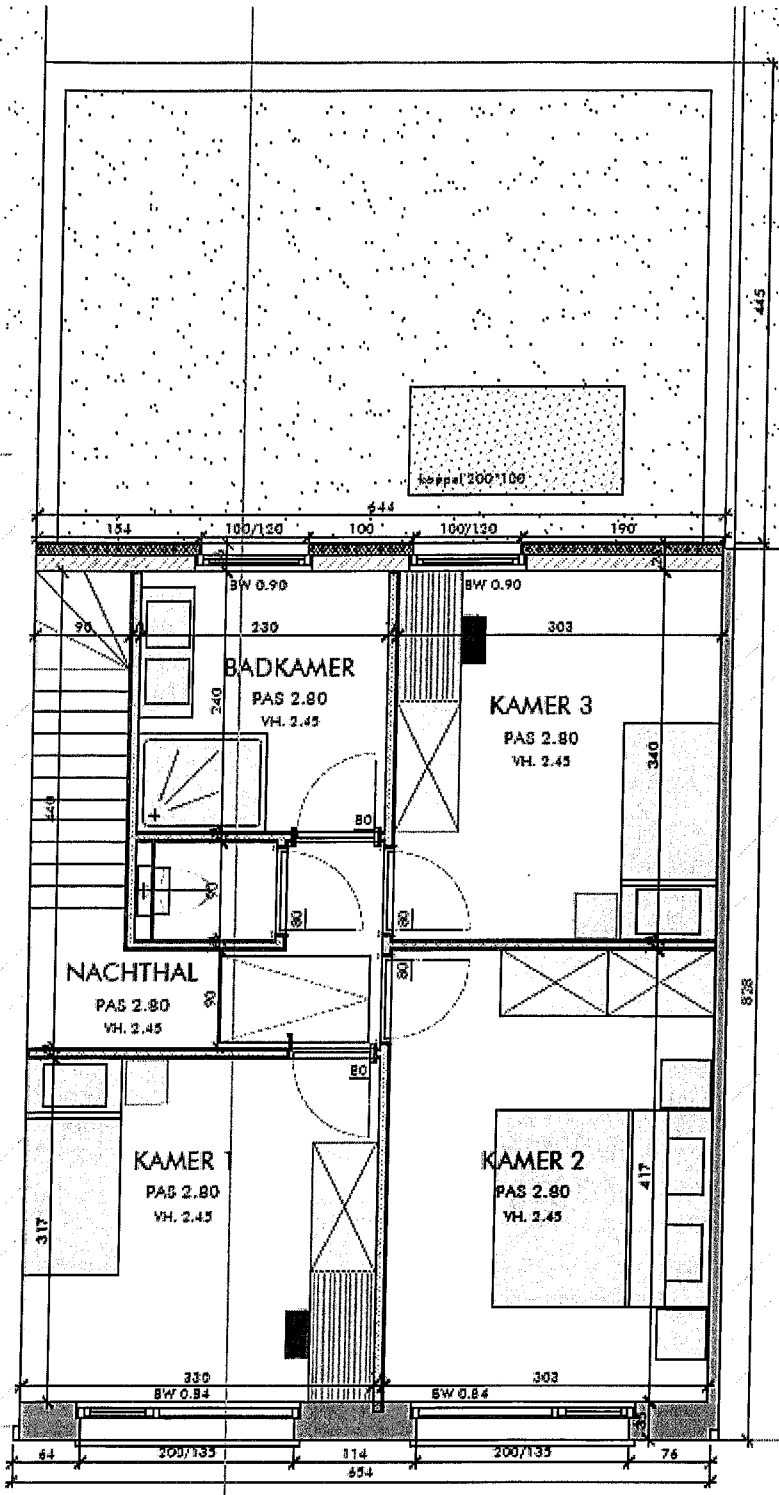 445
koppel 200*100
644
154 100/120 100 100/120 190
BW 0.90 BW 0.90
90 230 303
BADKAMER
PAS 2.80
VH. 2.45
240
KAMER 3
PAS 2.80
VH. 2.45
340
440
80
90
80
80
NACHTHAL
PAS 2.80
VH. 2.45
90
80
828
80
KAMER 1
PAS 2.80
VH. 2.45
317
KAMER 2
PAS 2.80
VH. 2.45
417
330 303
BW 0.84 BW 0.84
35
64 200/135 114 200/135 76
654